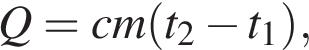 Q = cm(t₂ − t₁),